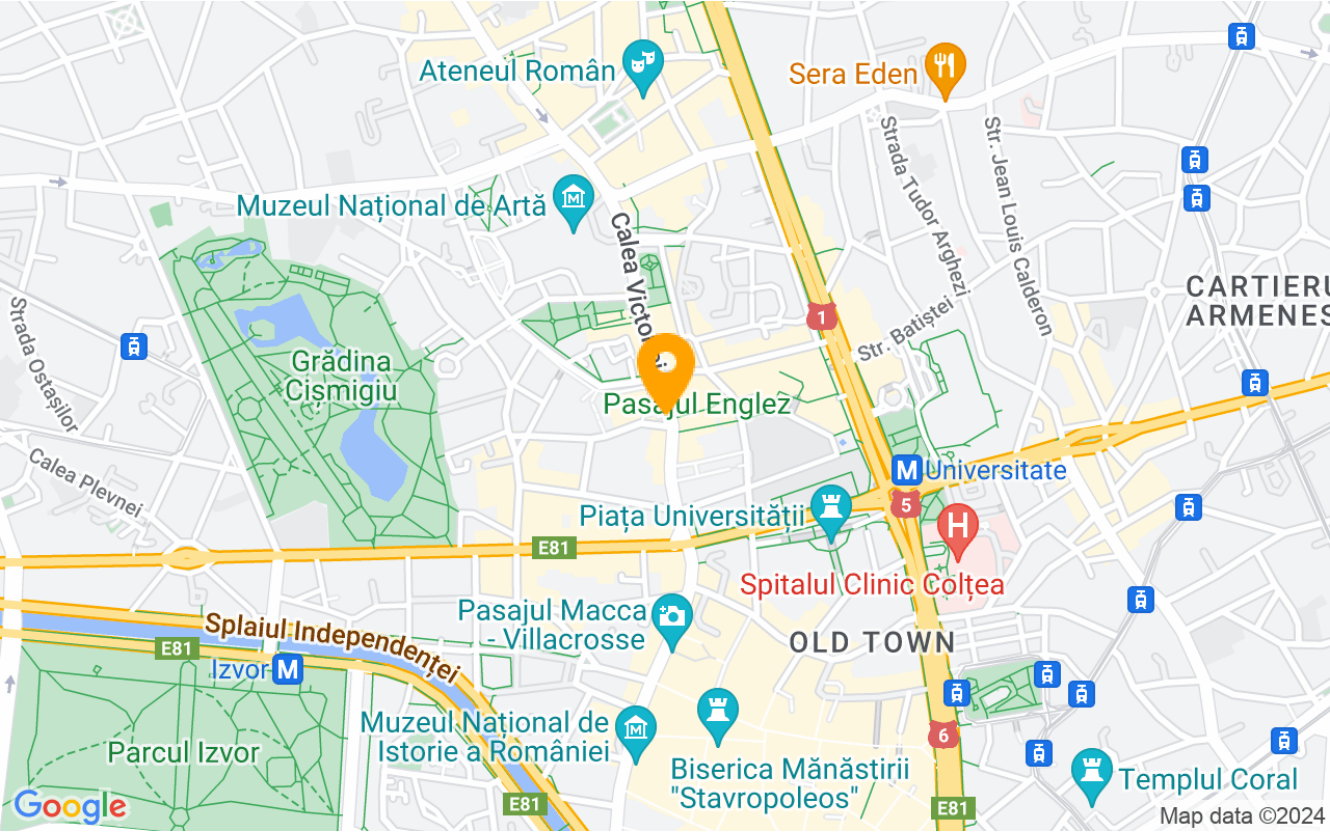 Ateneul Român
Sera Eden
Strada Tudor Arghezi
Str. Jean Louis Calderon
Muzeul Național de Artă
Calea Victoriei
CARTIERU
ARMENES
Strada Ostașilor
1
Str. Batiștei
Grădina
Cișmigiu
Pasajul Englez
Calea Plevnei
M
Universitate
5
Piața Universității
H
E81
Spitalul Clinic Colțea
Pasajul Macca
- Villacrosse
Splaiul Independenței
OLD TOWN
E81
Izvor
M
Muzeul Național de
Istorie a României
6
Parcul Izvor
Biserica Mănăstirii
"Stavropoleos"
Templul Coral
Google
E81
E81
Map data ©2024